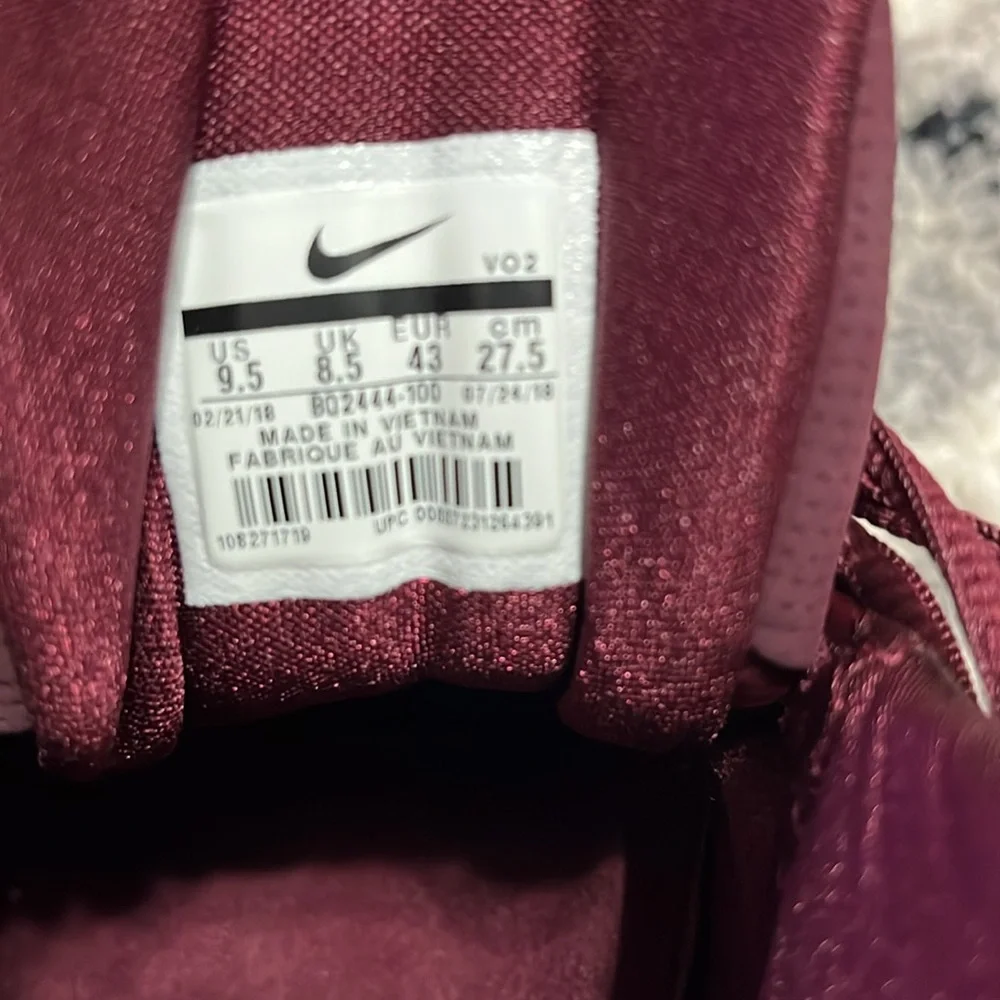 VO2
US UK EUR cm
9.5 8.5 43 27.5
02/21/18 BQ2444-100 07/24/18
MADE IN VIETNAM
FABRIQUE AU VIETNAM
108271719 UPC